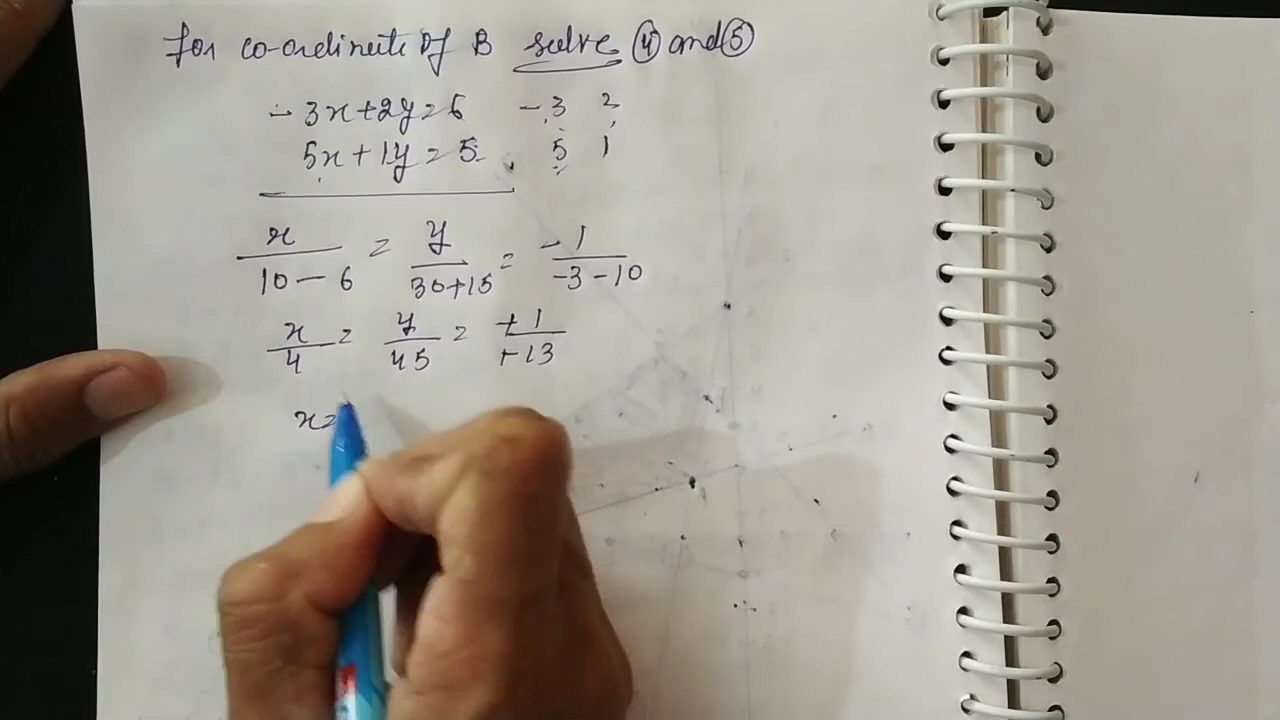 for co-ordinate of B solve ④ and ⑤
-3x+2y=6 -3 2
5x+1y=5 5 1
x/10-6 = y/30+15 = -1/-3-10
x/4 = y/45 = +1/+13
x=